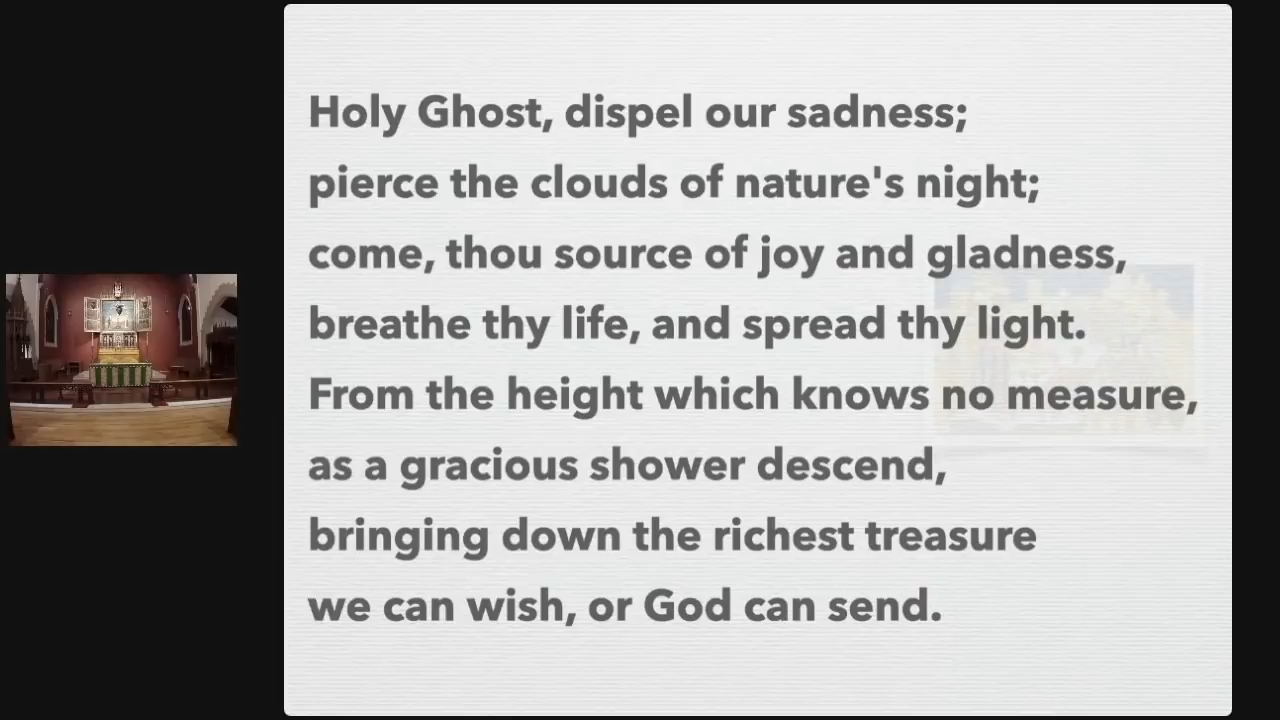 Holy Ghost, dispel our sadness;
pierce the clouds of nature's night;
come, thou source of joy and gladness,
breathe thy life, and spread thy light.
From the height which knows no measure,
as a gracious shower descend,
bringing down the richest treasure
we can wish, or God can send.